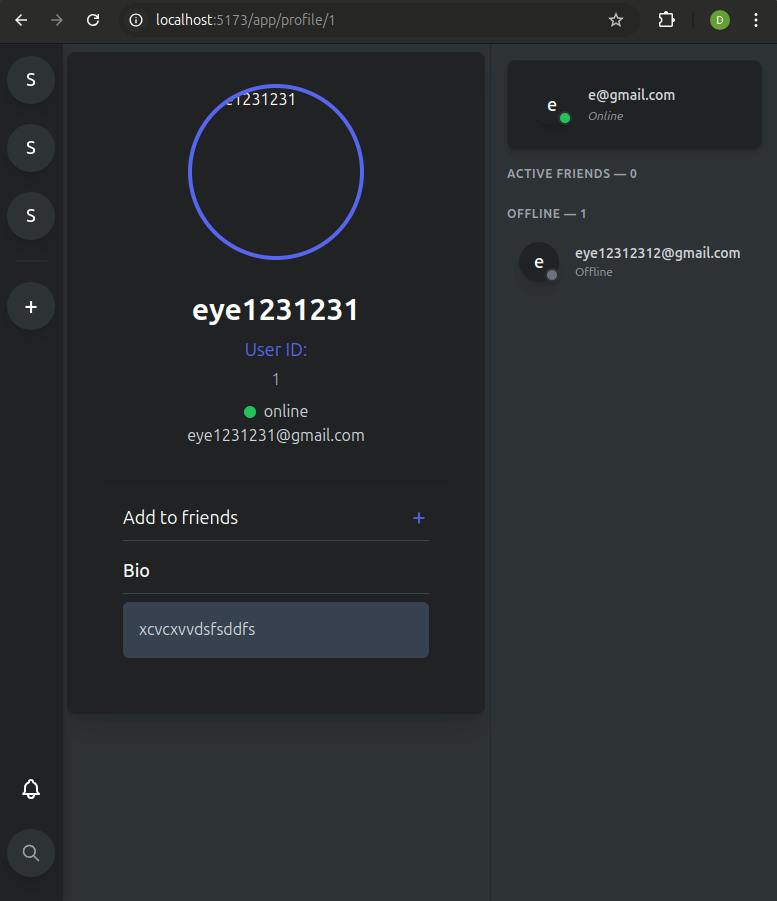 localhost:5173/app/profile/1
D
S
S
S
+
e1231231
eye1231231
User ID:
1
online
eye1231231@gmail.com
Add to friends +
Bio
xcvcxvvdsfsddfs
e
e@gmail.com
Online
ACTIVE FRIENDS — 0
OFFLINE — 1
e
eye12312312@gmail.com
Offline